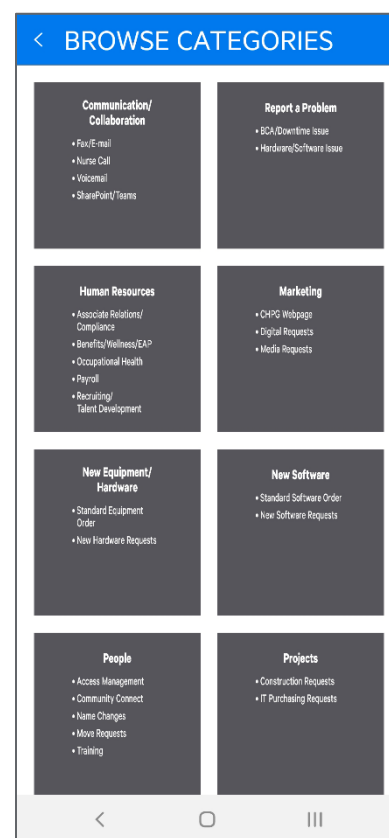 BROWSE CATEGORIES
Communication/
Collaboration
• Fax/E-mail
• Nurse Call
• Voicemail
• SharePoint/Teams
Report a Problem
• BCA/Downtime Issue
• Hardware/Software Issue
Human Resources
• Associate Relations/
Compliance
• Benefits/Wellness/EAP
• Occupational Health
• Payroll
• Recruiting/
Talent Development
Marketing
• CHPG Webpage
• Digital Requests
• Media Requests
New Equipment/
Hardware
• Standard Equipment
Order
• New Hardware Requests
New Software
• Standard Software Order
• New Software Requests
People
• Access Management
• Community Connect
• Name Changes
• Move Requests
• Training
Projects
• Construction Requests
• IT Purchasing Requests